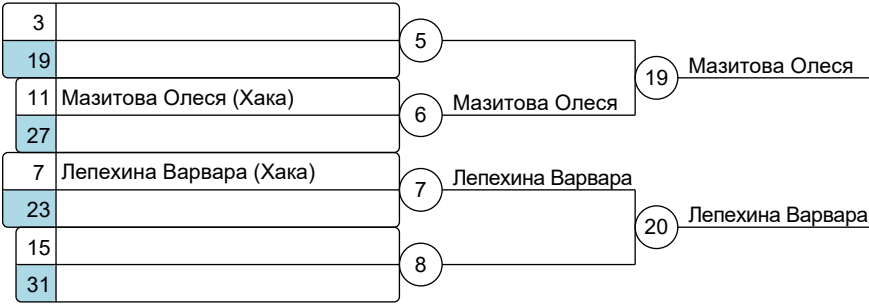 3
5
19
19 Мазитова Олеся
11 Мазитова Олеся (Хака)
6 Мазитова Олеся
27
7 Лепехина Варвара (Хака)
7 Лепехина Варвара
23
20 Лепехина Варвара
15
8
31